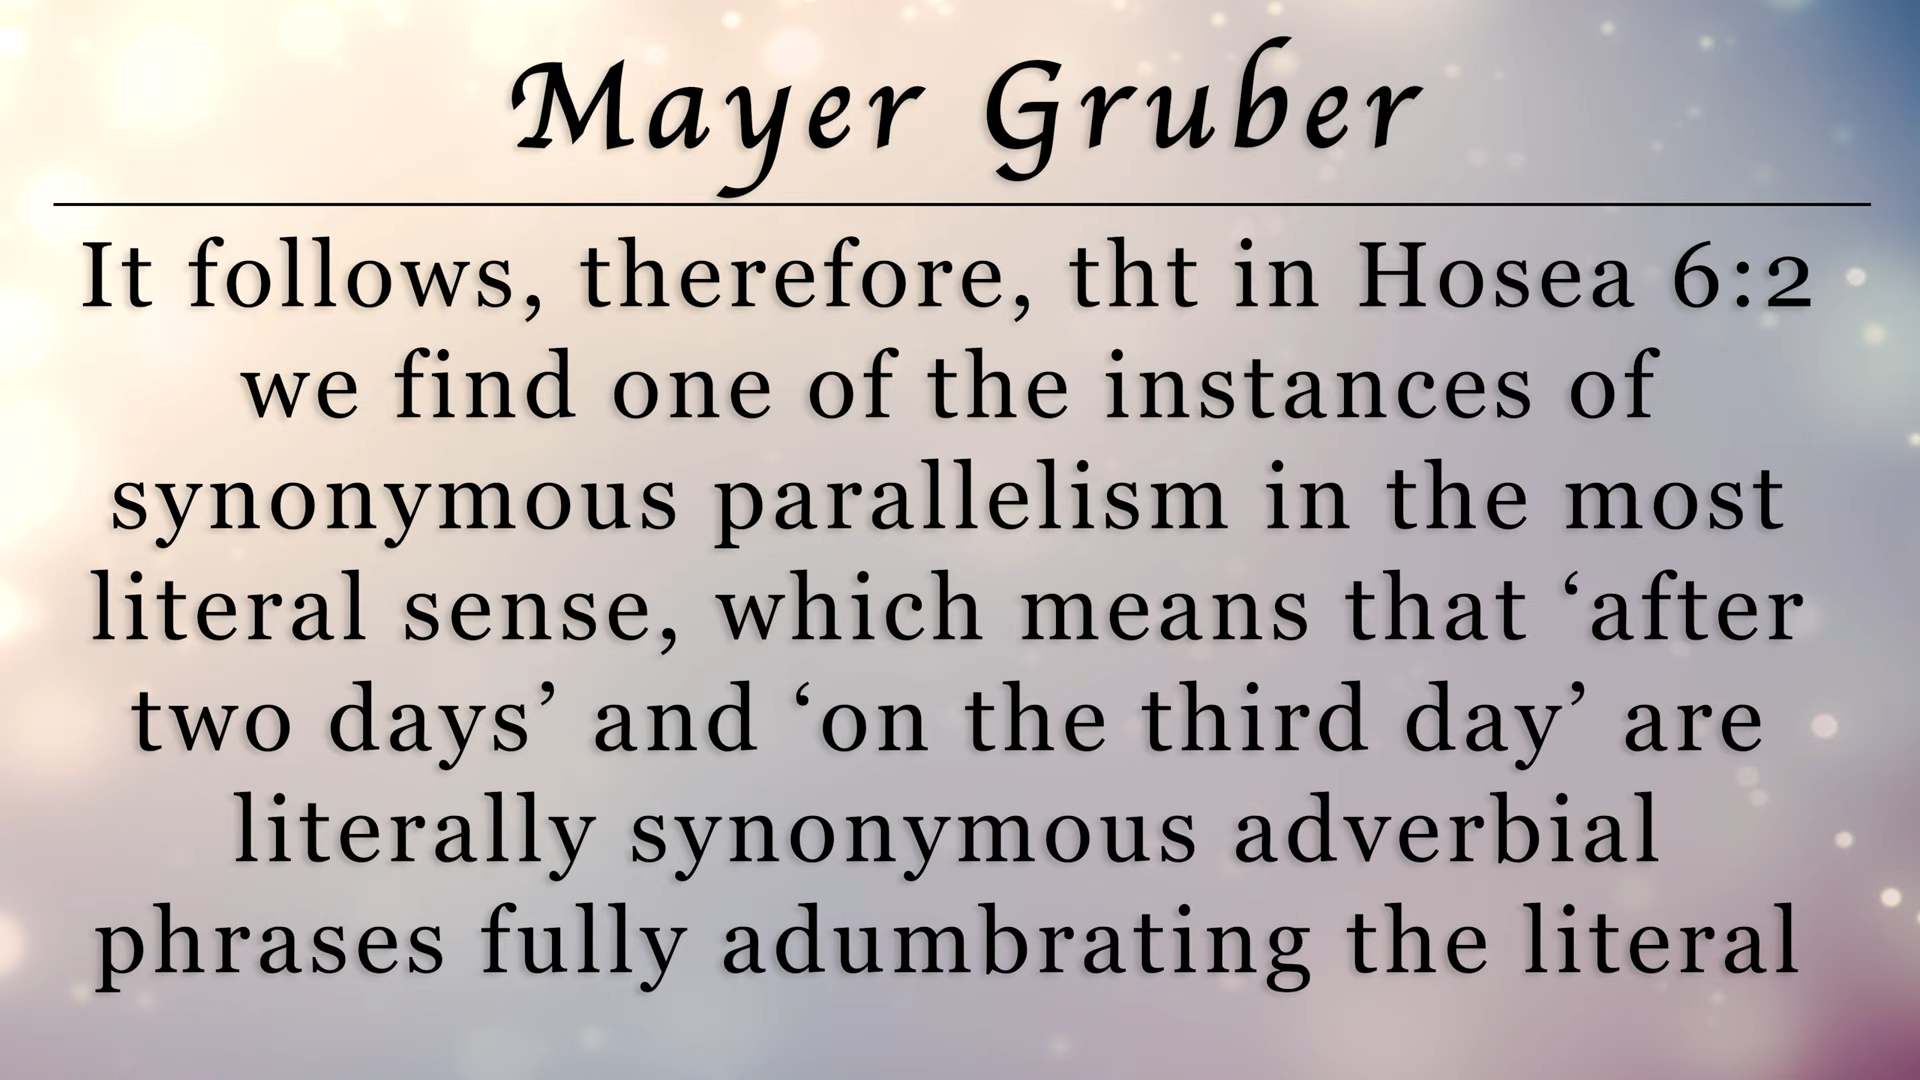 Mayer Gruber
It follows, therefore, tht in Hosea 6:2
we find one of the instances of
synonymous parallelism in the most
literal sense, which means that ‘after
two days’ and ‘on the third day’ are
literally synonymous adverbial
phrases fully adumbrating the literal